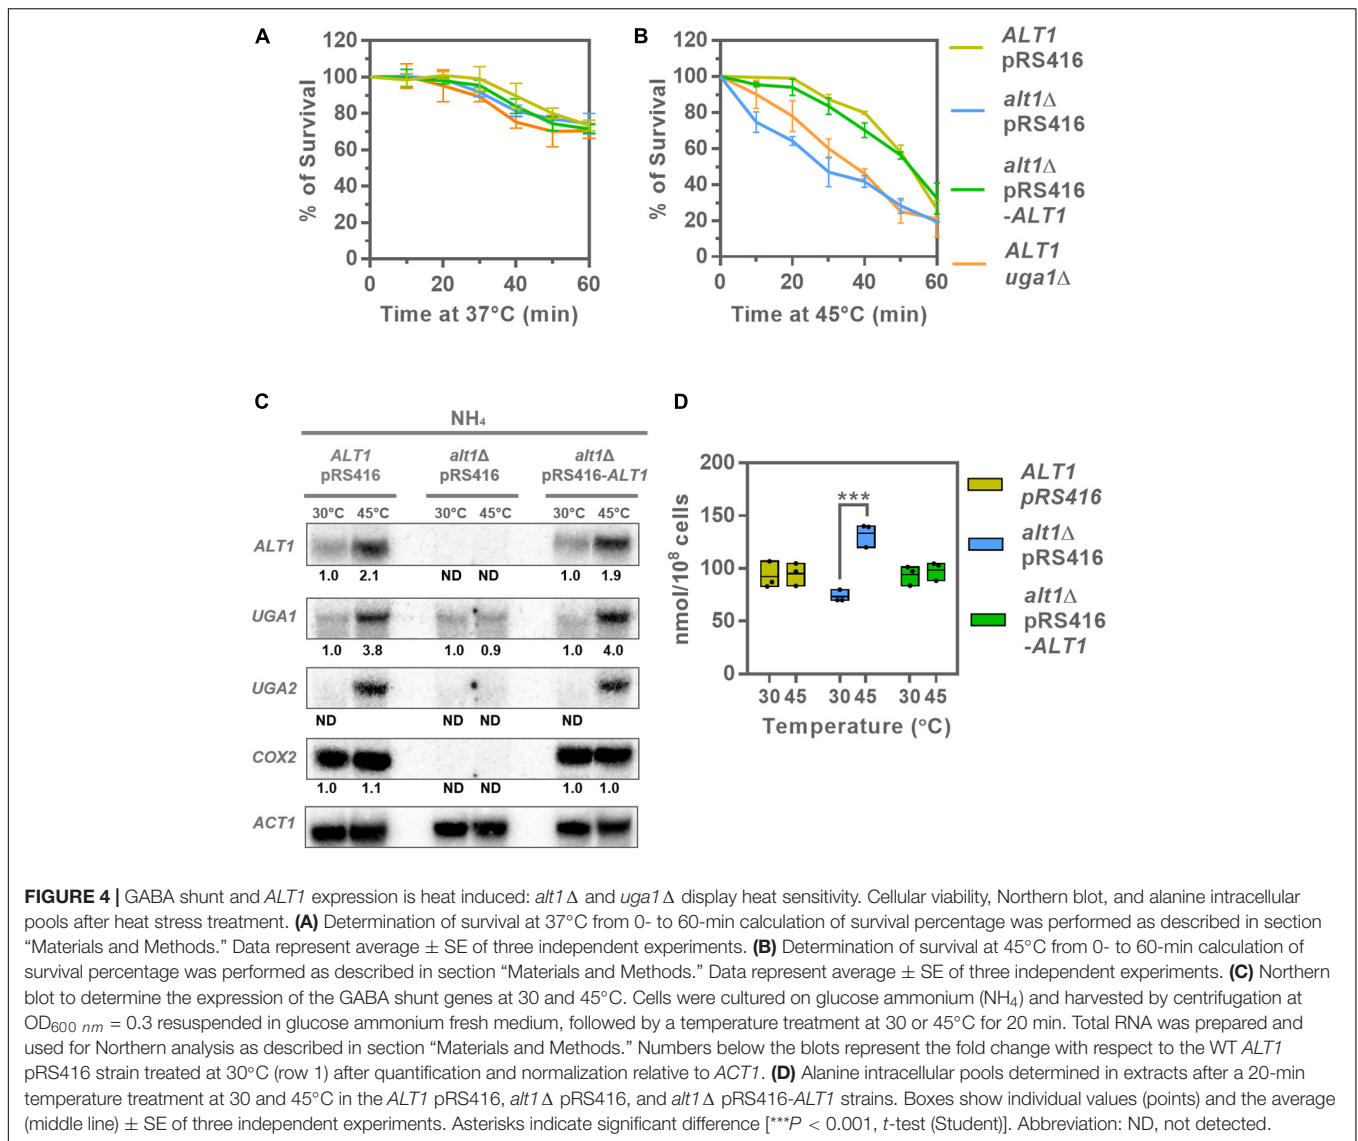 A
120
100
80
60
40
20
0
% of Survival
0 20 40 60
Time at 37°C (min)
B
120
100
80
60
40
20
0
% of Survival
0 20 40 60
Time at 45°C (min)
ALT1
pRS416
alt1Δ
pRS416
alt1Δ
pRS416
-ALT1
ALT1
uga1Δ
C
NH₄
ALT1
pRS416
alt1Δ
pRS416
alt1Δ
pRS416-ALT1
30°C 45°C 30°C 45°C 30°C 45°C
ALT1
1.0 2.1 ND ND 1.0 1.9
UGA1
1.0 3.8 1.0 0.9 1.0 4.0
UGA2
ND ND ND ND
COX2
1.0 1.1 ND ND 1.0 1.0
ACT1
D
200
150
100
50
0
nmol/10⁸ cells
***
30 45 30 45 30 45
Temperature (°C)
ALT1
pRS416
alt1Δ
pRS416
alt1Δ
pRS416
-ALT1
FIGURE 4 | GABA shunt and ALT1 expression is heat induced: alt1Δ and uga1Δ display heat sensitivity. Cellular viability, Northern blot, and alanine intracellular
pools after heat stress treatment. (A) Determination of survival at 37°C from 0- to 60-min calculation of survival percentage was performed as described in section
“Materials and Methods.” Data represent average ± SE of three independent experiments. (B) Determination of survival at 45°C from 0- to 60-min calculation of
survival percentage was performed as described in section “Materials and Methods.” Data represent average ± SE of three independent experiments. (C) Northern
blot to determine the expression of the GABA shunt genes at 30 and 45°C. Cells were cultured on glucose ammonium (NH₄) and harvested by centrifugation at
OD₆₀₀ nm = 0.3 resuspended in glucose ammonium fresh medium, followed by a temperature treatment at 30 or 45°C for 20 min. Total RNA was prepared and
used for Northern analysis as described in section “Materials and Methods.” Numbers below the blots represent the fold change with respect to the WT ALT1
pRS416 strain treated at 30°C (row 1) after quantification and normalization relative to ACT1. (D) Alanine intracellular pools determined in extracts after a 20-min
temperature treatment at 30 and 45°C in the ALT1 pRS416, alt1Δ pRS416, and alt1Δ pRS416-ALT1 strains. Boxes show individual values (points) and the average
(middle line) ± SE of three independent experiments. Asterisks indicate significant difference [***P < 0.001, t-test (Student)]. Abbreviation: ND, not detected.